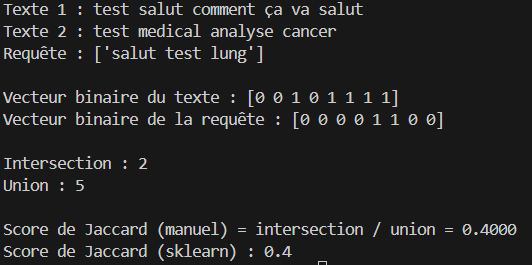 Texte 1 : test salut comment ça va salut
Texte 2 : test medical analyse cancer
Requête : ['salut test lung']
Vecteur binaire du texte : [0 0 1 0 1 1 1 1]
Vecteur binaire de la requête : [0 0 0 0 1 1 0 0]
Intersection : 2
Union : 5
Score de Jaccard (manuel) = intersection / union = 0.4000
Score de Jaccard (sklearn) : 0.4